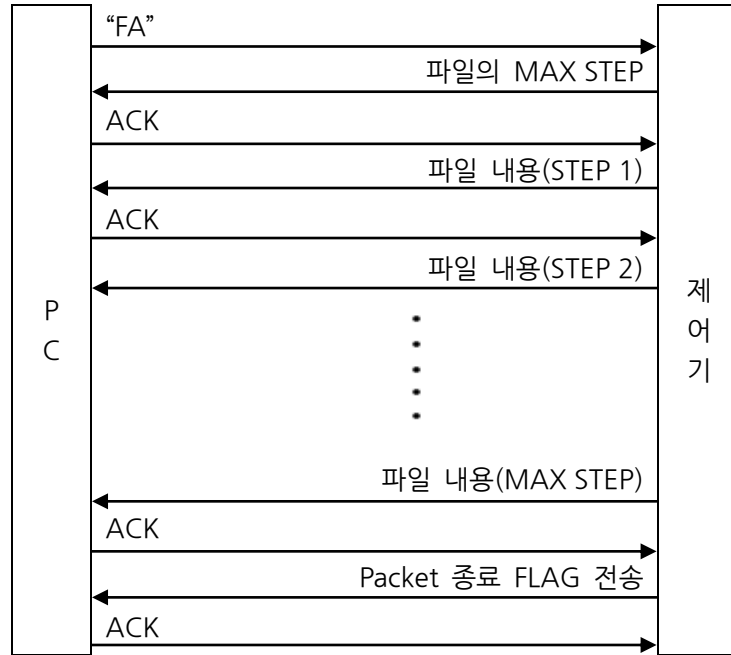 “FA”
파일의 MAX STEP
ACK
파일 내용(STEP 1)
ACK
파일 내용(STEP 2)
P
C
제
어
기
파일 내용(MAX STEP)
ACK
Packet 종료 FLAG 전송
ACK